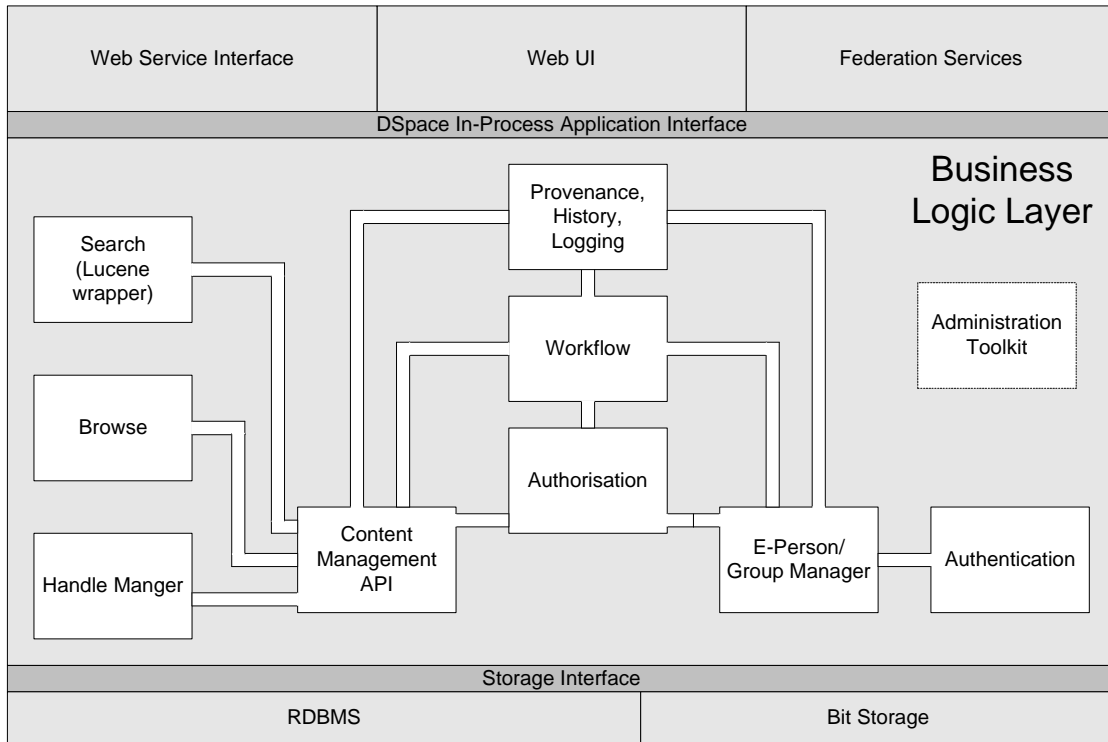 Web Service Interface
Web UI
Federation Services
DSpace In-Process Application Interface
Business
Logic Layer
Provenance,
History,
Logging
Search
(Lucene
wrapper)
Workflow
Administration
Toolkit
Browse
Authorisation
Content
Management
API
E-Person/
Group Manager
Authentication
Handle Manger
Storage Interface
RDBMS
Bit Storage